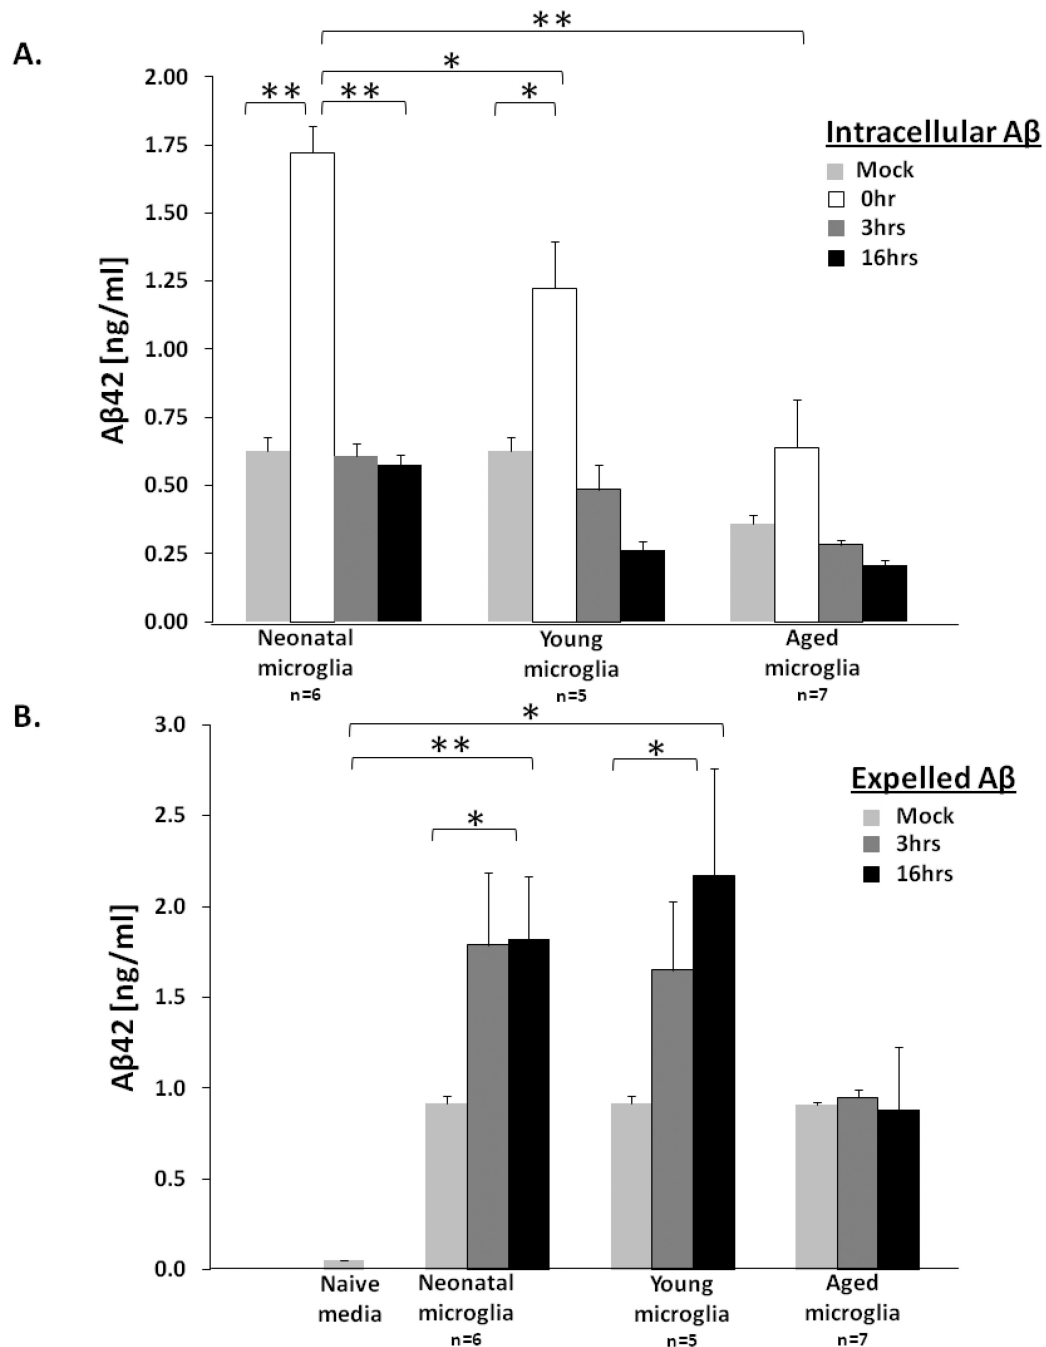 A.
**
*
** ** *
Aβ42 [ng/ml]
2.00
1.75
1.50
1.25
1.00
0.75
0.50
0.25
0.00
Intracellular Aβ
Mock
0hr
3hrs
16hrs
Neonatal microglia n=6
Young microglia n=5
Aged microglia n=7
B.
*
**
*
*
Aβ42 [ng/ml]
3.0
2.5
2.0
1.5
1.0
0.5
0.0
Expelled Aβ
Mock
3hrs
16hrs
Naive media
Neonatal microglia n=6
Young microglia n=5
Aged microglia n=7